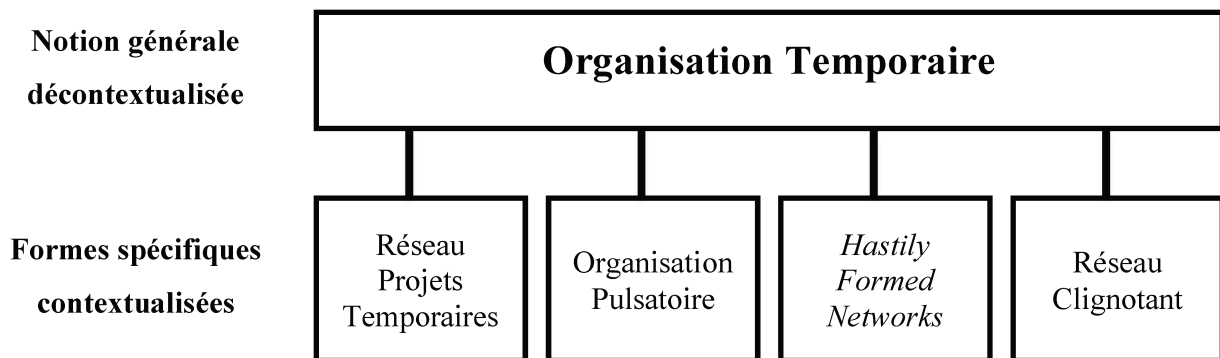 Notion générale
décontextualisée
Organisation Temporaire
Formes spécifiques
contextualisées
Réseau
Projets
Temporaires
Organisation
Pulsatoire
Hastily
Formed
Networks
Réseau
Clignotant